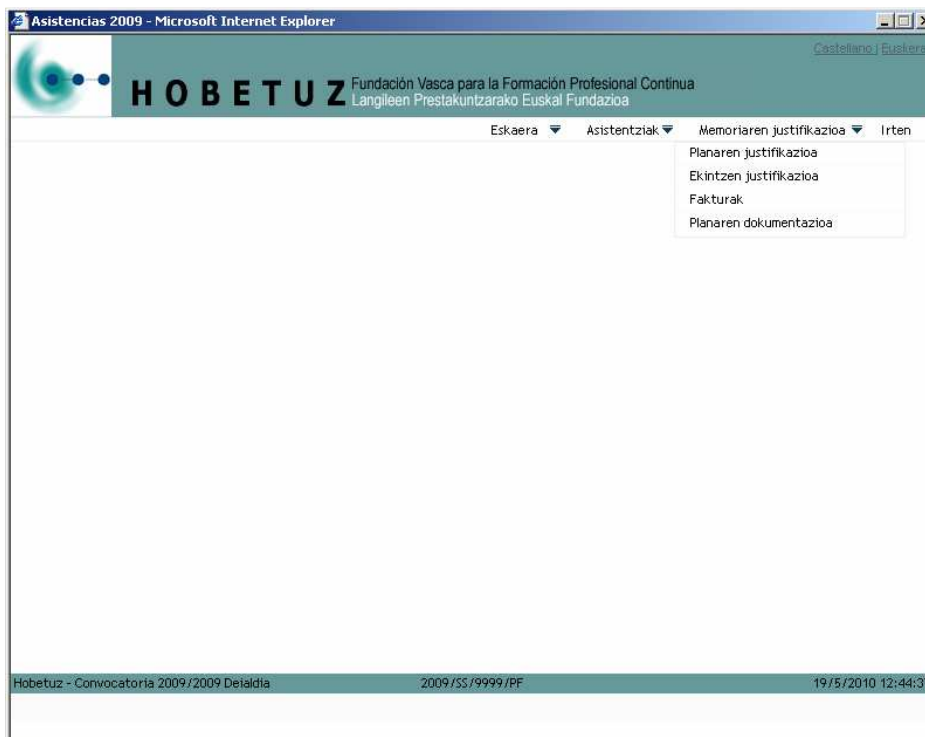 Asistencias 2009 - Microsoft Internet Explorer
Castellano | Euskera
HOBETUZ Fundación Vasca para la Formación Profesional Continua
Langileen Prestakuntzarako Euskal Fundazioa
Eskaera Asistentziak Memoriaren justifikazioa Irten
Planaren justifikazioa
Ekintzen justifikazioa
Fakturak
Planaren dokumentazioa
Hobetuz - Convocatoria 2009/2009 Deialdia 2009/SS/9999/PF 19/5/2010 12:44:3